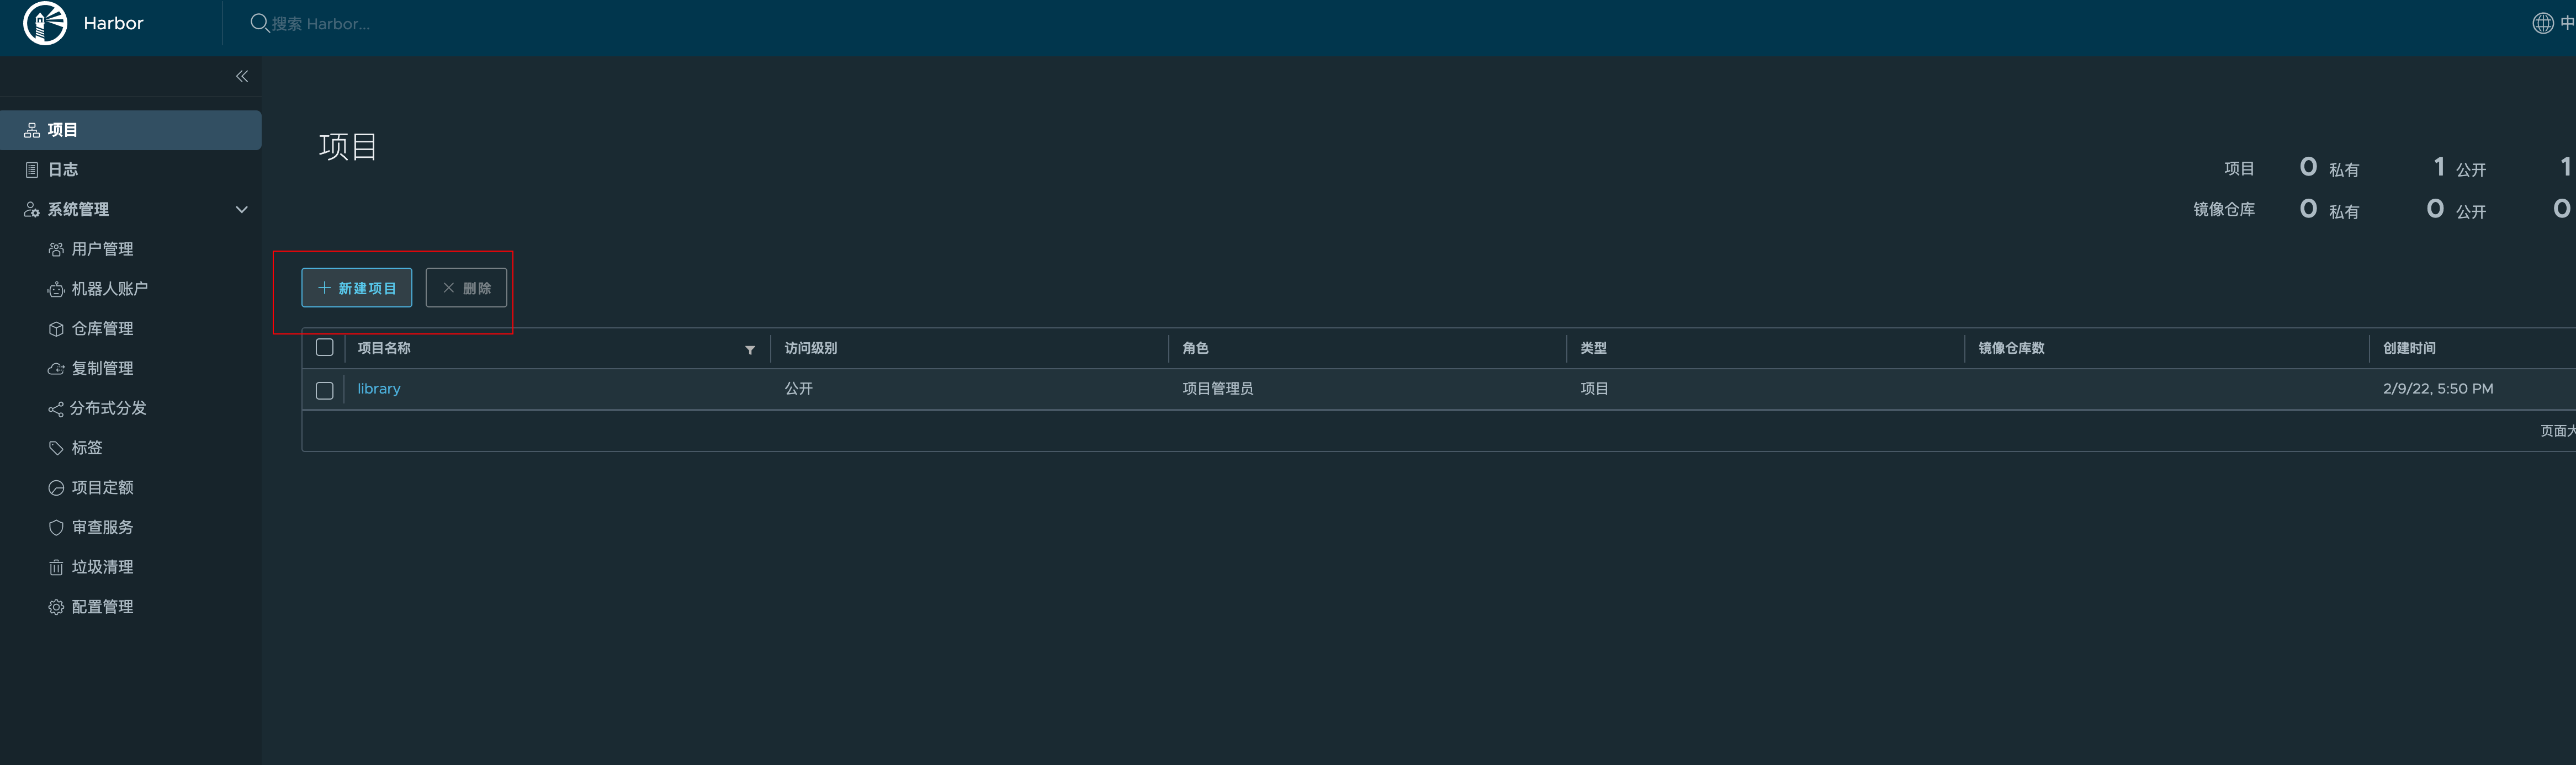 Harbor
搜索 Harbor...
中
项目
日志
系统管理
用户管理
机器人账户
仓库管理
复制管理
分布式分发
标签
项目定额
审查服务
垃圾清理
配置管理
项目
项目 0 私有 1 公开 1
镜像仓库 0 私有 0 公开 0
新建项目 删除
项目名称 访问级别 角色 类型 镜像仓库数 创建时间
library 公开 项目管理员 项目 2/9/22, 5:50 PM
页面大